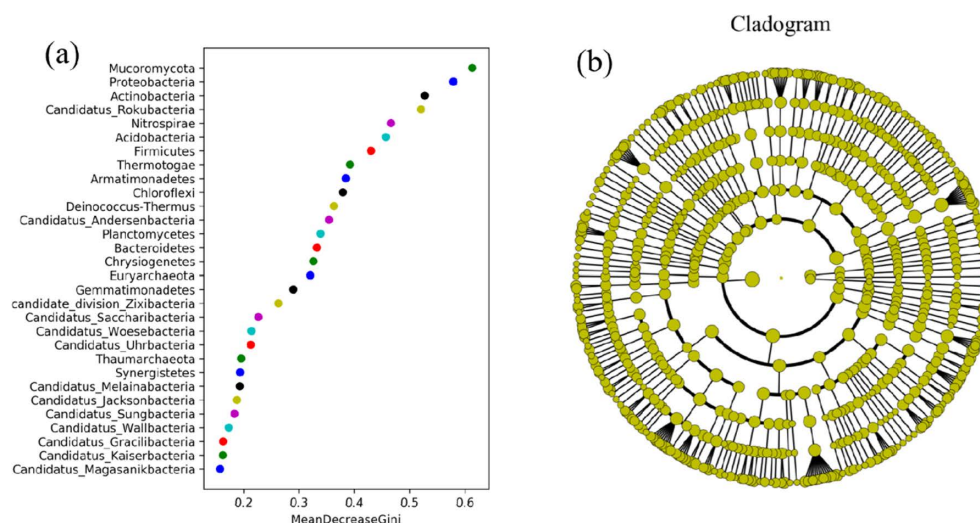 Cladogram
(a)
(b)
Mucoromycota
Proteobacteria
Actinobacteria
Candidatus_Rokubacteria
Nitrospirae
Acidobacteria
Firmicutes
Thermotogae
Armatimonadetes
Chloroflexi
Deinococcus-Thermus
Candidatus_Andersenbacteria
Planctomycetes
Bacteroidetes
Chrysiogenetes
Euryarchaeota
Gemmatimonadetes
candidate_division_Zixibacteria
Candidatus_Saccharibacteria
Candidatus_Woesebacteria
Candidatus_Uhrbacteria
Thaumarchaeota
Synergistetes
Candidatus_Melainabacteria
Candidatus_Jacksonbacteria
Candidatus_Sungbacteria
Candidatus_Wallbacteria
Candidatus_Gracilibacteria
Candidatus_Kaiserbacteria
Candidatus_Magasanikbacteria
0.2 0.3 0.4 0.5 0.6
MeanDecreaseGini